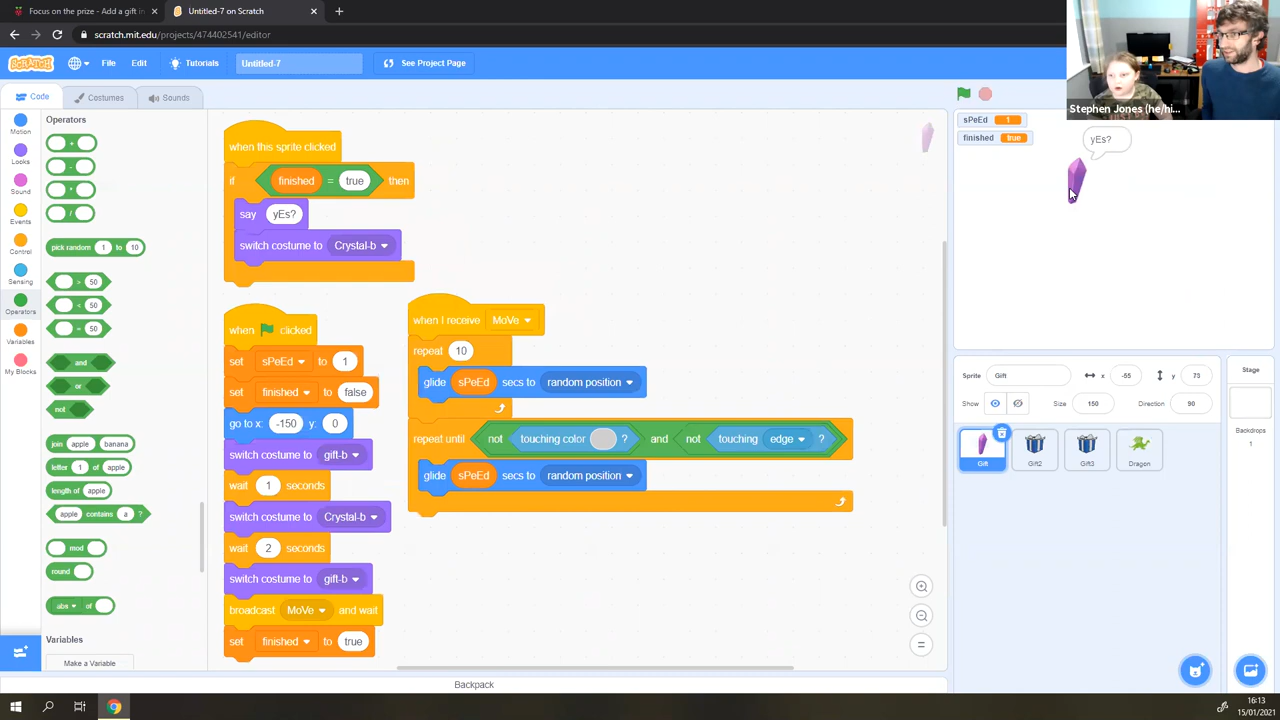 Focus on the prize - Add a gift in
Untitled-7 on Scratch
scratch.mit.edu/projects/474402541/editor
SCRATCH
File
Edit
Tutorials
Untitled-7
See Project Page
Stephen Jones (he/hi...
Code
Costumes
Sounds
Motion
Looks
Sound
Events
Control
Sensing
Operators
Variables
My Blocks
Operators
+
-
*
/
pick random 1 to 10
> 50
< 50
= 50
and
or
not
join apple banana
letter 1 of apple
length of apple
apple contains a ?
mod
round
abs of
Variables
Make a Variable
when this sprite clicked
if finished = true then
say yEs?
switch costume to Crystal-b
when clicked
set sPeEd to 1
set finished to false
go to x: -150 y: 0
switch costume to gift-b
wait 1 seconds
switch costume to Crystal-b
wait 2 seconds
switch costume to gift-b
broadcast MoVe and wait
set finished to true
when I receive MoVe
repeat 10
glide sPeEd secs to random position
repeat until not touching color ? and not touching edge ?
glide sPeEd secs to random position
sPeEd 1
finished true
yEs?
Sprite Gift x -55 y 73
Show Size 150 Direction 90
Gift
Gift2
Gift3
Dragon
Stage
Backdrops
1
Backpack
16:13
15/01/2021